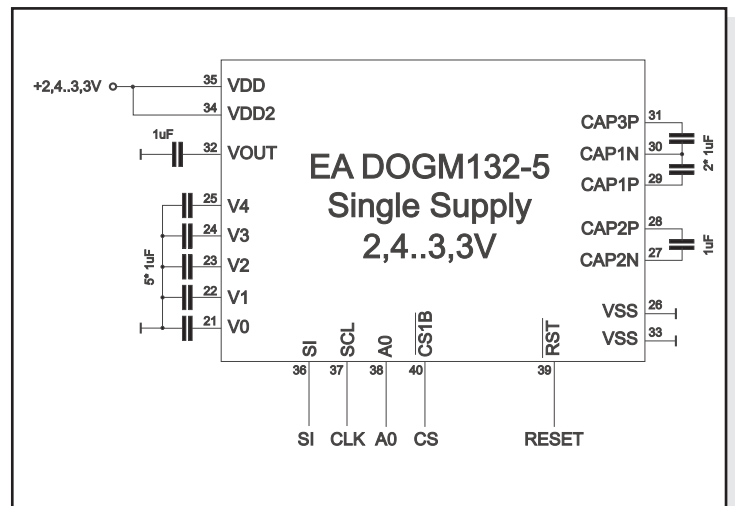 +2,4..3,3V
35 VDD
34 VDD2
1uF
32 VOUT
25 V4
24 V3
23 V2
22 V1
21 V0
5* 1uF
EA DOGM132-5
Single Supply
2,4..3,3V
CAP3P 31
CAP1N 30
CAP1P 29
2* 1uF
CAP2P 28
CAP2N 27
1uF
VSS 26
VSS 33
SI SCL A0 CS1B RST
36 37 38 40 39
SI CLK A0 CS RESET